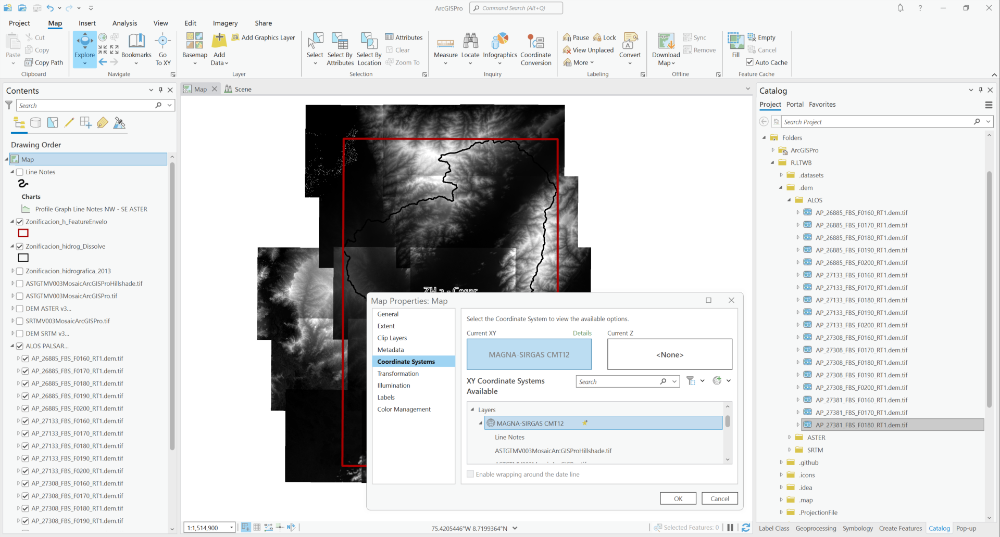 ArcGISPro
Command Search (Alt+Q)
Project
Map
Insert
Analysis
View
Edit
Imagery
Share
Paste
Cut
Copy
Copy Path
Clipboard
Explore
Bookmarks
Go To XY
Navigate
Basemap
Add Data
Add Graphics Layer
Layer
Select
Select By Attributes
Select By Location
Attributes
Clear
Zoom To
Selection
Measure
Locate
Infographics
Coordinate Conversion
Inquiry
Pause
Lock
View Unplaced
More
Convert
Labeling
Download Map
Sync
Remove
Offline
Fill
Empty
Cancel
Auto Cache
Feature Cache
Contents
Search
Drawing Order
Map
Line Notes
Charts
Profile Graph Line Notes NW - SE ASTER
Zonificacion_h_FeatureEnvelo
Zonificacion_hidrog_Dissolve
Zonificacion_hidrografica_2013
ASTGTMV003MosaicArcGISProHillshade.tif
ASTGTMV003MosaicArcGISPro.tif
DEM ASTER v3...
SRTMV003MosaicArcGISPro.tif
DEM SRTM v3...
ALOS PALSAR...
AP_26885_FBS_F0160_RT1.dem.tif
AP_26885_FBS_F0170_RT1.dem.tif
AP_26885_FBS_F0180_RT1.dem.tif
AP_26885_FBS_F0190_RT1.dem.tif
AP_26885_FBS_F0200_RT1.dem.tif
AP_27133_FBS_F0160_RT1.dem.tif
AP_27133_FBS_F0170_RT1.dem.tif
AP_27133_FBS_F0180_RT1.dem.tif
AP_27133_FBS_F0190_RT1.dem.tif
AP_27133_FBS_F0200_RT1.dem.tif
AP_27308_FBS_F0160_RT1.dem.tif
AP_27308_FBS_F0170_RT1.dem.tif
AP_27308_FBS_F0180_RT1.dem.tif
AP_27308_FBS_F0190_RT1.dem.tif
Map
Scene
ZH 2 - Cesar
Map Properties: Map
General
Extent
Clip Layers
Metadata
Coordinate Systems
Transformation
Illumination
Labels
Color Management
Select the Coordinate System to view the available options.
Current XY
Details
Current Z
MAGNA-SIRGAS CMT12
<None>
XY Coordinate Systems Available
Search
Layers
MAGNA-SIRGAS CMT12
Line Notes
ASTGTMV003MosaicArcGISProHillshade.tif
Enable wrapping around the date line
OK
Cancel
1:1,514,900
75.4205446°W 8.7199364°N
Selected Features: 0
Catalog
Project
Portal
Favorites
Search Project
Folders
ArcGISPro
R.LTWB
.datasets
.dem
ALOS
AP_26885_FBS_F0160_RT1.dem.tif
AP_26885_FBS_F0170_RT1.dem.tif
AP_26885_FBS_F0180_RT1.dem.tif
AP_26885_FBS_F0190_RT1.dem.tif
AP_26885_FBS_F0200_RT1.dem.tif
AP_27133_FBS_F0160_RT1.dem.tif
AP_27133_FBS_F0170_RT1.dem.tif
AP_27133_FBS_F0180_RT1.dem.tif
AP_27133_FBS_F0190_RT1.dem.tif
AP_27133_FBS_F0200_RT1.dem.tif
AP_27308_FBS_F0160_RT1.dem.tif
AP_27308_FBS_F0170_RT1.dem.tif
AP_27308_FBS_F0180_RT1.dem.tif
AP_27308_FBS_F0190_RT1.dem.tif
AP_27308_FBS_F0200_RT1.dem.tif
AP_27381_FBS_F0160_RT1.dem.tif
AP_27381_FBS_F0170_RT1.dem.tif
AP_27381_FBS_F0180_RT1.dem.tif
ASTER
SRTM
.github
.icons
.idea
.map
.ProjectionFile
Label Class
Geoprocessing
Symbology
Create Features
Catalog
Pop-up